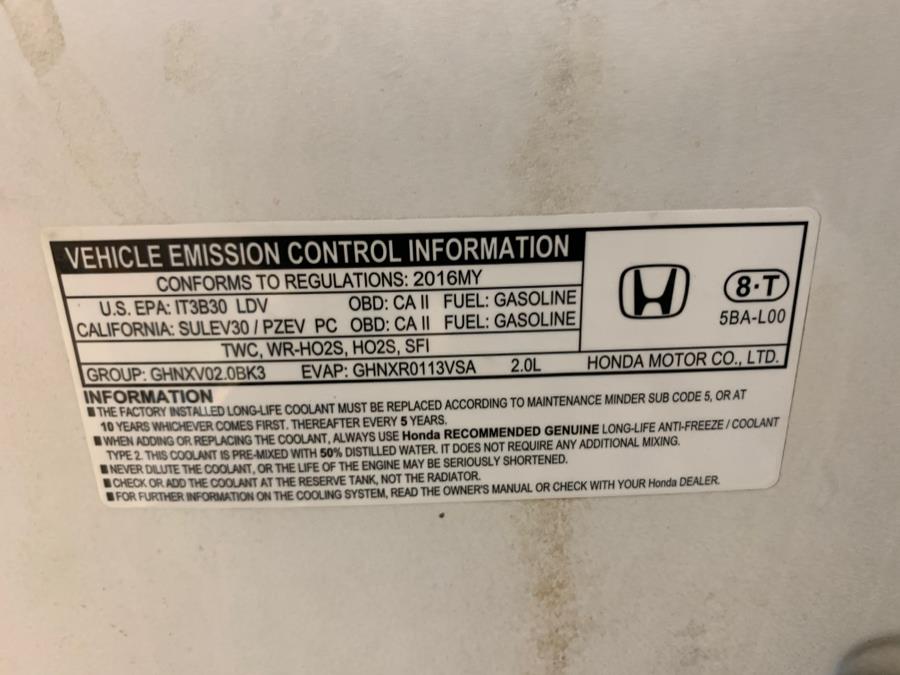 VEHICLE EMISSION CONTROL INFORMATION
CONFORMS TO REGULATIONS: 2016MY
U.S. EPA: IT3B30 LDV OBD: CA II FUEL: GASOLINE
CALIFORNIA: SULEV30 / PZEV PC OBD: CA II FUEL: GASOLINE
TWC, WR-HO2S, HO2S, SFI
GROUP: GHNXV02.0BK3 EVAP: GHNXR0113VSA 2.0L
8·T
5BA-L00
HONDA MOTOR CO., LTD.
INFORMATION
■ THE FACTORY INSTALLED LONG-LIFE COOLANT MUST BE REPLACED ACCORDING TO MAINTENANCE MINDER SUB CODE 5, OR AT
10 YEARS WHICHEVER COMES FIRST. THEREAFTER EVERY 5 YEARS.
■ WHEN ADDING OR REPLACING THE COOLANT, ALWAYS USE Honda RECOMMENDED GENUINE LONG-LIFE ANTI-FREEZE / COOLANT
TYPE 2. THIS COOLANT IS PRE-MIXED WITH 50% DISTILLED WATER. IT DOES NOT REQUIRE ANY ADDITIONAL MIXING.
■ NEVER DILUTE THE COOLANT, OR THE LIFE OF THE ENGINE MAY BE SERIOUSLY SHORTENED.
■ CHECK OR ADD THE COOLANT AT THE RESERVE TANK, NOT THE RADIATOR.
■ FOR FURTHER INFORMATION ON THE COOLING SYSTEM, READ THE OWNER'S MANUAL OR CHECK WITH YOUR Honda DEALER.